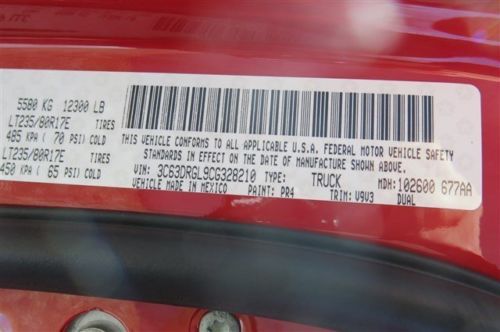 5580 KG 12300 LB
LT235/80R17E TIRES
485 KPA ( 70 PSI) COLD
LT235/80R17E TIRES
450 KPA ( 65 PSI) COLD
THIS VEHICLE CONFORMS TO ALL APPLICABLE U.S.A. FEDERAL MOTOR VEHICLE SAFETY
STANDARDS IN EFFECT ON THE DATE OF MANUFACTURE SHOWN ABOVE.
VIN: 3C63DRGL9CG328210 TYPE: TRUCK MDH: 102600 677AA
VEHICLE MADE IN MEXICO PAINT: PR4 TRIM: V9V3 DUAL